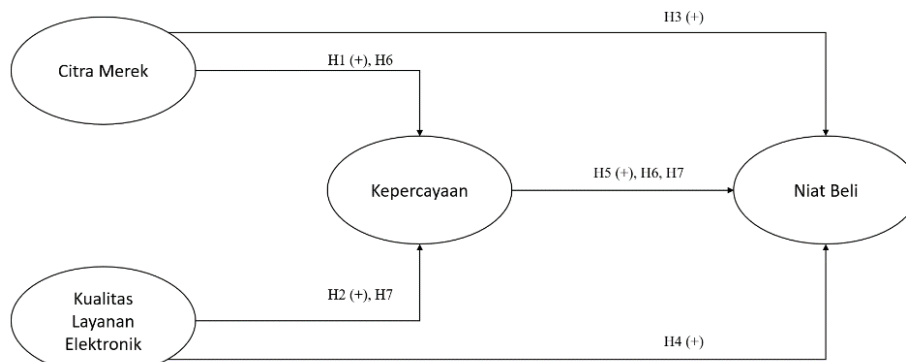 H3 (+)
Citra Merek
H1 (+), H6
Kepercayaan
H5 (+), H6, H7
Niat Beli
Kualitas
Layanan
Elektronik
H2 (+), H7
H4 (+)